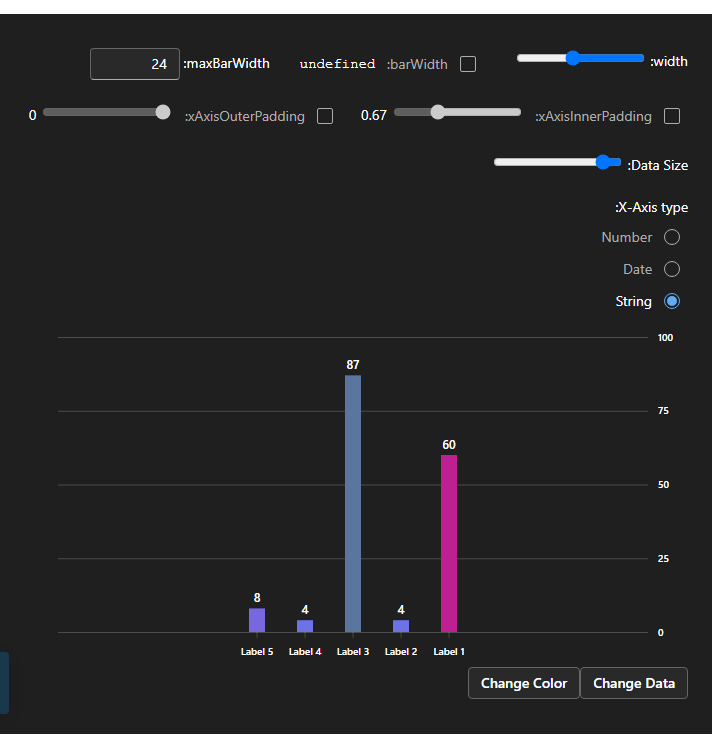 :width
:barWidth undefined
:maxBarWidth 24
:xAxisInnerPadding 0.67
:xAxisOuterPadding 0
:Data Size
:X-Axis type
Number
Date
String
100
75
50
25
0
87
60
8
4
4
Label 5 Label 4 Label 3 Label 2 Label 1
Change Color Change Data